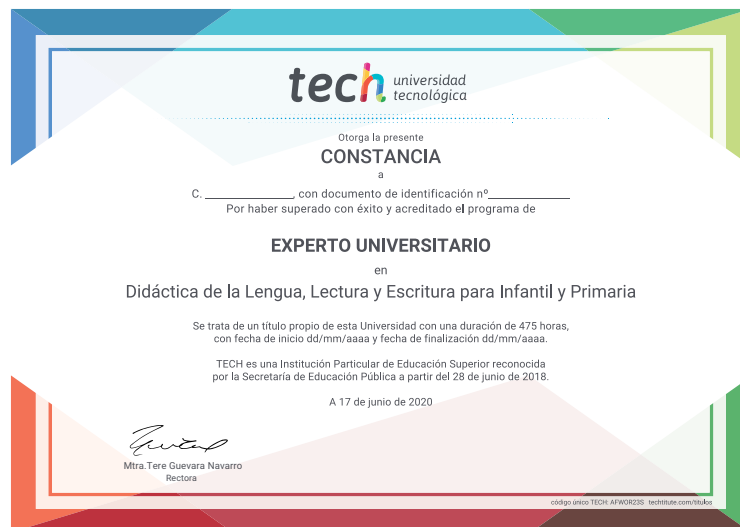 tech universidad
tecnológica
Otorga la presente
CONSTANCIA
a
C. ______________, con documento de identificación nº______________
Por haber superado con éxito y acreditado el programa de
EXPERTO UNIVERSITARIO
en
Didáctica de la Lengua, Lectura y Escritura para Infantil y Primaria
Se trata de un título propio de esta Universidad con una duración de 475 horas,
con fecha de inicio dd/mm/aaaa y fecha de finalización dd/mm/aaaa.
TECH es una Institución Particular de Educación Superior reconocida
por la Secretaría de Educación Pública a partir del 28 de junio de 2018.
A 17 de junio de 2020
Mtra.Tere Guevara Navarro
Rectora
código único TECH: AFWOR23S techtitute.com/titulos